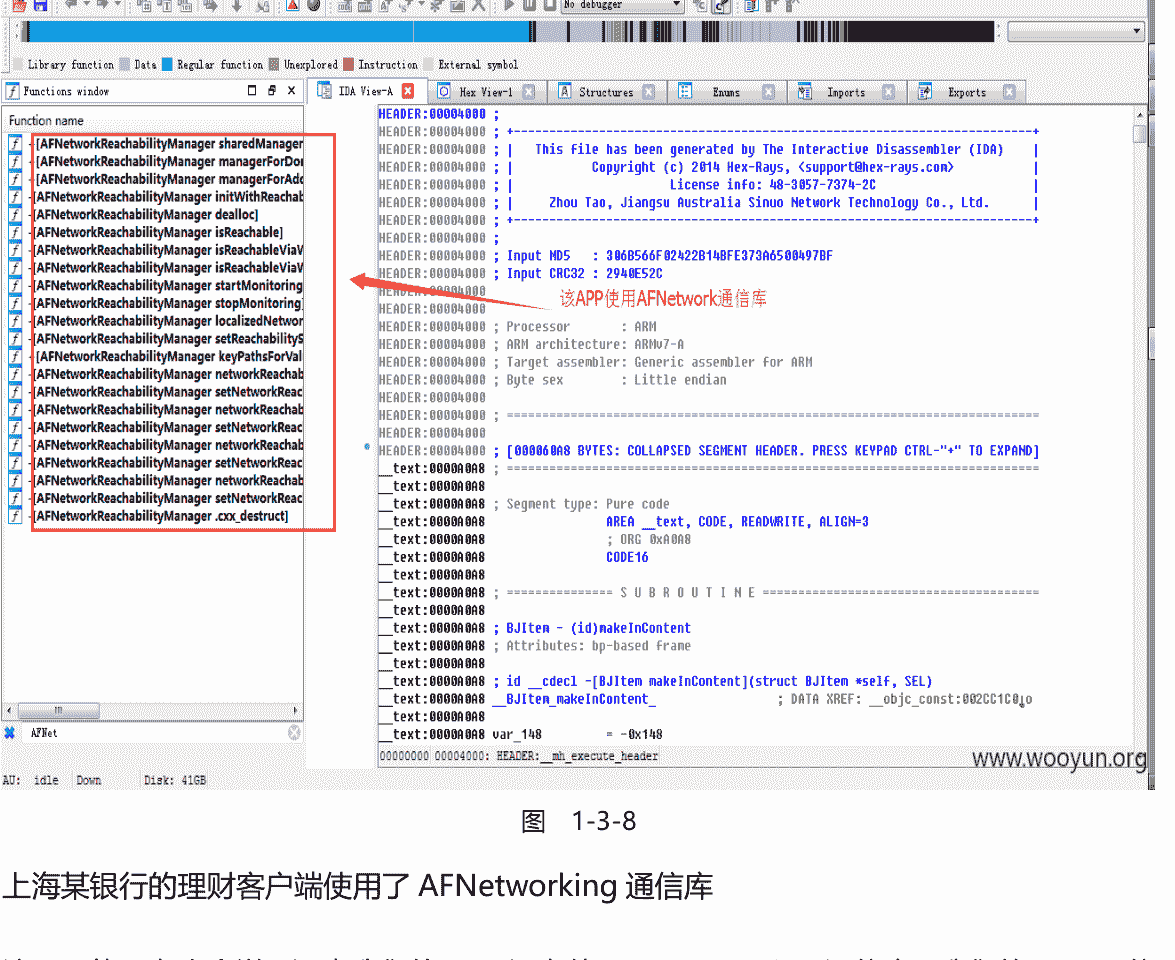 No debugger
Library function Data Regular function Unexplored Instruction External symbol
Functions window
IDA View-A Hex View-1 Structures Enums Imports Exports
Function name
[AFNetworkReachabilityManager sharedManager
[AFNetworkReachabilityManager managerForDor
[AFNetworkReachabilityManager managerForAdd
[AFNetworkReachabilityManager initWithReachab
[AFNetworkReachabilityManager dealloc]
[AFNetworkReachabilityManager isReachable]
[AFNetworkReachabilityManager isReachableViaV
[AFNetworkReachabilityManager isReachableViaV
[AFNetworkReachabilityManager startMonitoring
[AFNetworkReachabilityManager stopMonitoring]
[AFNetworkReachabilityManager localizedNetwor
[AFNetworkReachabilityManager setReachabilityS
[AFNetworkReachabilityManager keyPathsForVal
[AFNetworkReachabilityManager networkReachab
[AFNetworkReachabilityManager setNetworkReac
[AFNetworkReachabilityManager networkReachab
[AFNetworkReachabilityManager setNetworkReac
[AFNetworkReachabilityManager networkReachab
[AFNetworkReachabilityManager setNetworkReac
[AFNetworkReachabilityManager networkReachab
[AFNetworkReachabilityManager setNetworkReac
[AFNetworkReachabilityManager .cxx_destruct]
AFNet
HEADER:00004000 ;
HEADER:00004000 ; +-------------------------------------------------------------------------+
HEADER:00004000 ; | This file has been generated by The Interactive Disassembler (IDA) |
HEADER:00004000 ; | Copyright (c) 2014 Hex-Rays, <support@hex-rays.com> |
HEADER:00004000 ; | License info: 48-3057-7374-2C |
HEADER:00004000 ; | Zhou Tao, Jiangsu Australia Sinuo Network Technology Co., Ltd. |
HEADER:00004000 ; +-------------------------------------------------------------------------+
HEADER:00004000 ;
HEADER:00004000 ; Input MD5 : 306B566F02422B14BFE373A6500497BF
HEADER:00004000 ; Input CRC32 : 2940E52C
HEADER:00004000
该APP使用AFNetwork通信库
HEADER:00004000
HEADER:00004000 ; Processor : ARM
HEADER:00004000 ; ARM architecture: ARMv7-A
HEADER:00004000 ; Target assembler: Generic assembler for ARM
HEADER:00004000 ; Byte sex : Little endian
HEADER:00004000
HEADER:00004000 ; ===========================================================================
HEADER:00004000
HEADER:00004000 ; [000060A8 BYTES: COLLAPSED SEGMENT HEADER. PRESS KEYPAD CTRL-"+" TO EXPAND]
__text:0000A0A8 ; ===========================================================================
__text:0000A0A8
__text:0000A0A8 ; Segment type: Pure code
__text:0000A0A8 AREA __text, CODE, READWRITE, ALIGN=3
__text:0000A0A8 ; ORG 0xA0A8
__text:0000A0A8 CODE16
__text:0000A0A8
__text:0000A0A8 ; =============== S U B R O U T I N E =======================================
__text:0000A0A8
__text:0000A0A8 ; BJItem - (id)makeInContent
__text:0000A0A8 ; Attributes: bp-based frame
__text:0000A0A8
__text:0000A0A8 ; id __cdecl -[BJItem makeInContent](struct BJItem *self, SEL)
__text:0000A0A8 __BJItem_makeInContent_ ; DATA XREF: __objc_const:002CC1C0↓o
__text:0000A0A8
__text:0000A0A8 var_148 = -0x148
00000000 00004000: HEADER:__mh_execute_header
www.wooyun.org
AU: idle Down Disk: 41GB
图 1-3-8
上海某银行的理财客户端使用了 AFNetworking 通信库